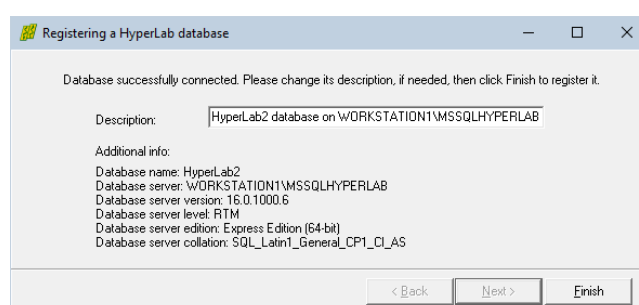 Registering a HyperLab database
Database successfully connected. Please change its description, if needed, then click Finish to register it.
Description: HyperLab2 database on WORKSTATION1\MSSQLHYPERLAB
Additional info:
Database name: HyperLab2
Database server: WORKSTATION1\MSSQLHYPERLAB
Database server version: 16.0.1000.6
Database server level: RTM
Database server edition: Express Edition (64-bit)
Database server collation: SQL_Latin1_General_CP1_CI_AS
< Back Next > Finish